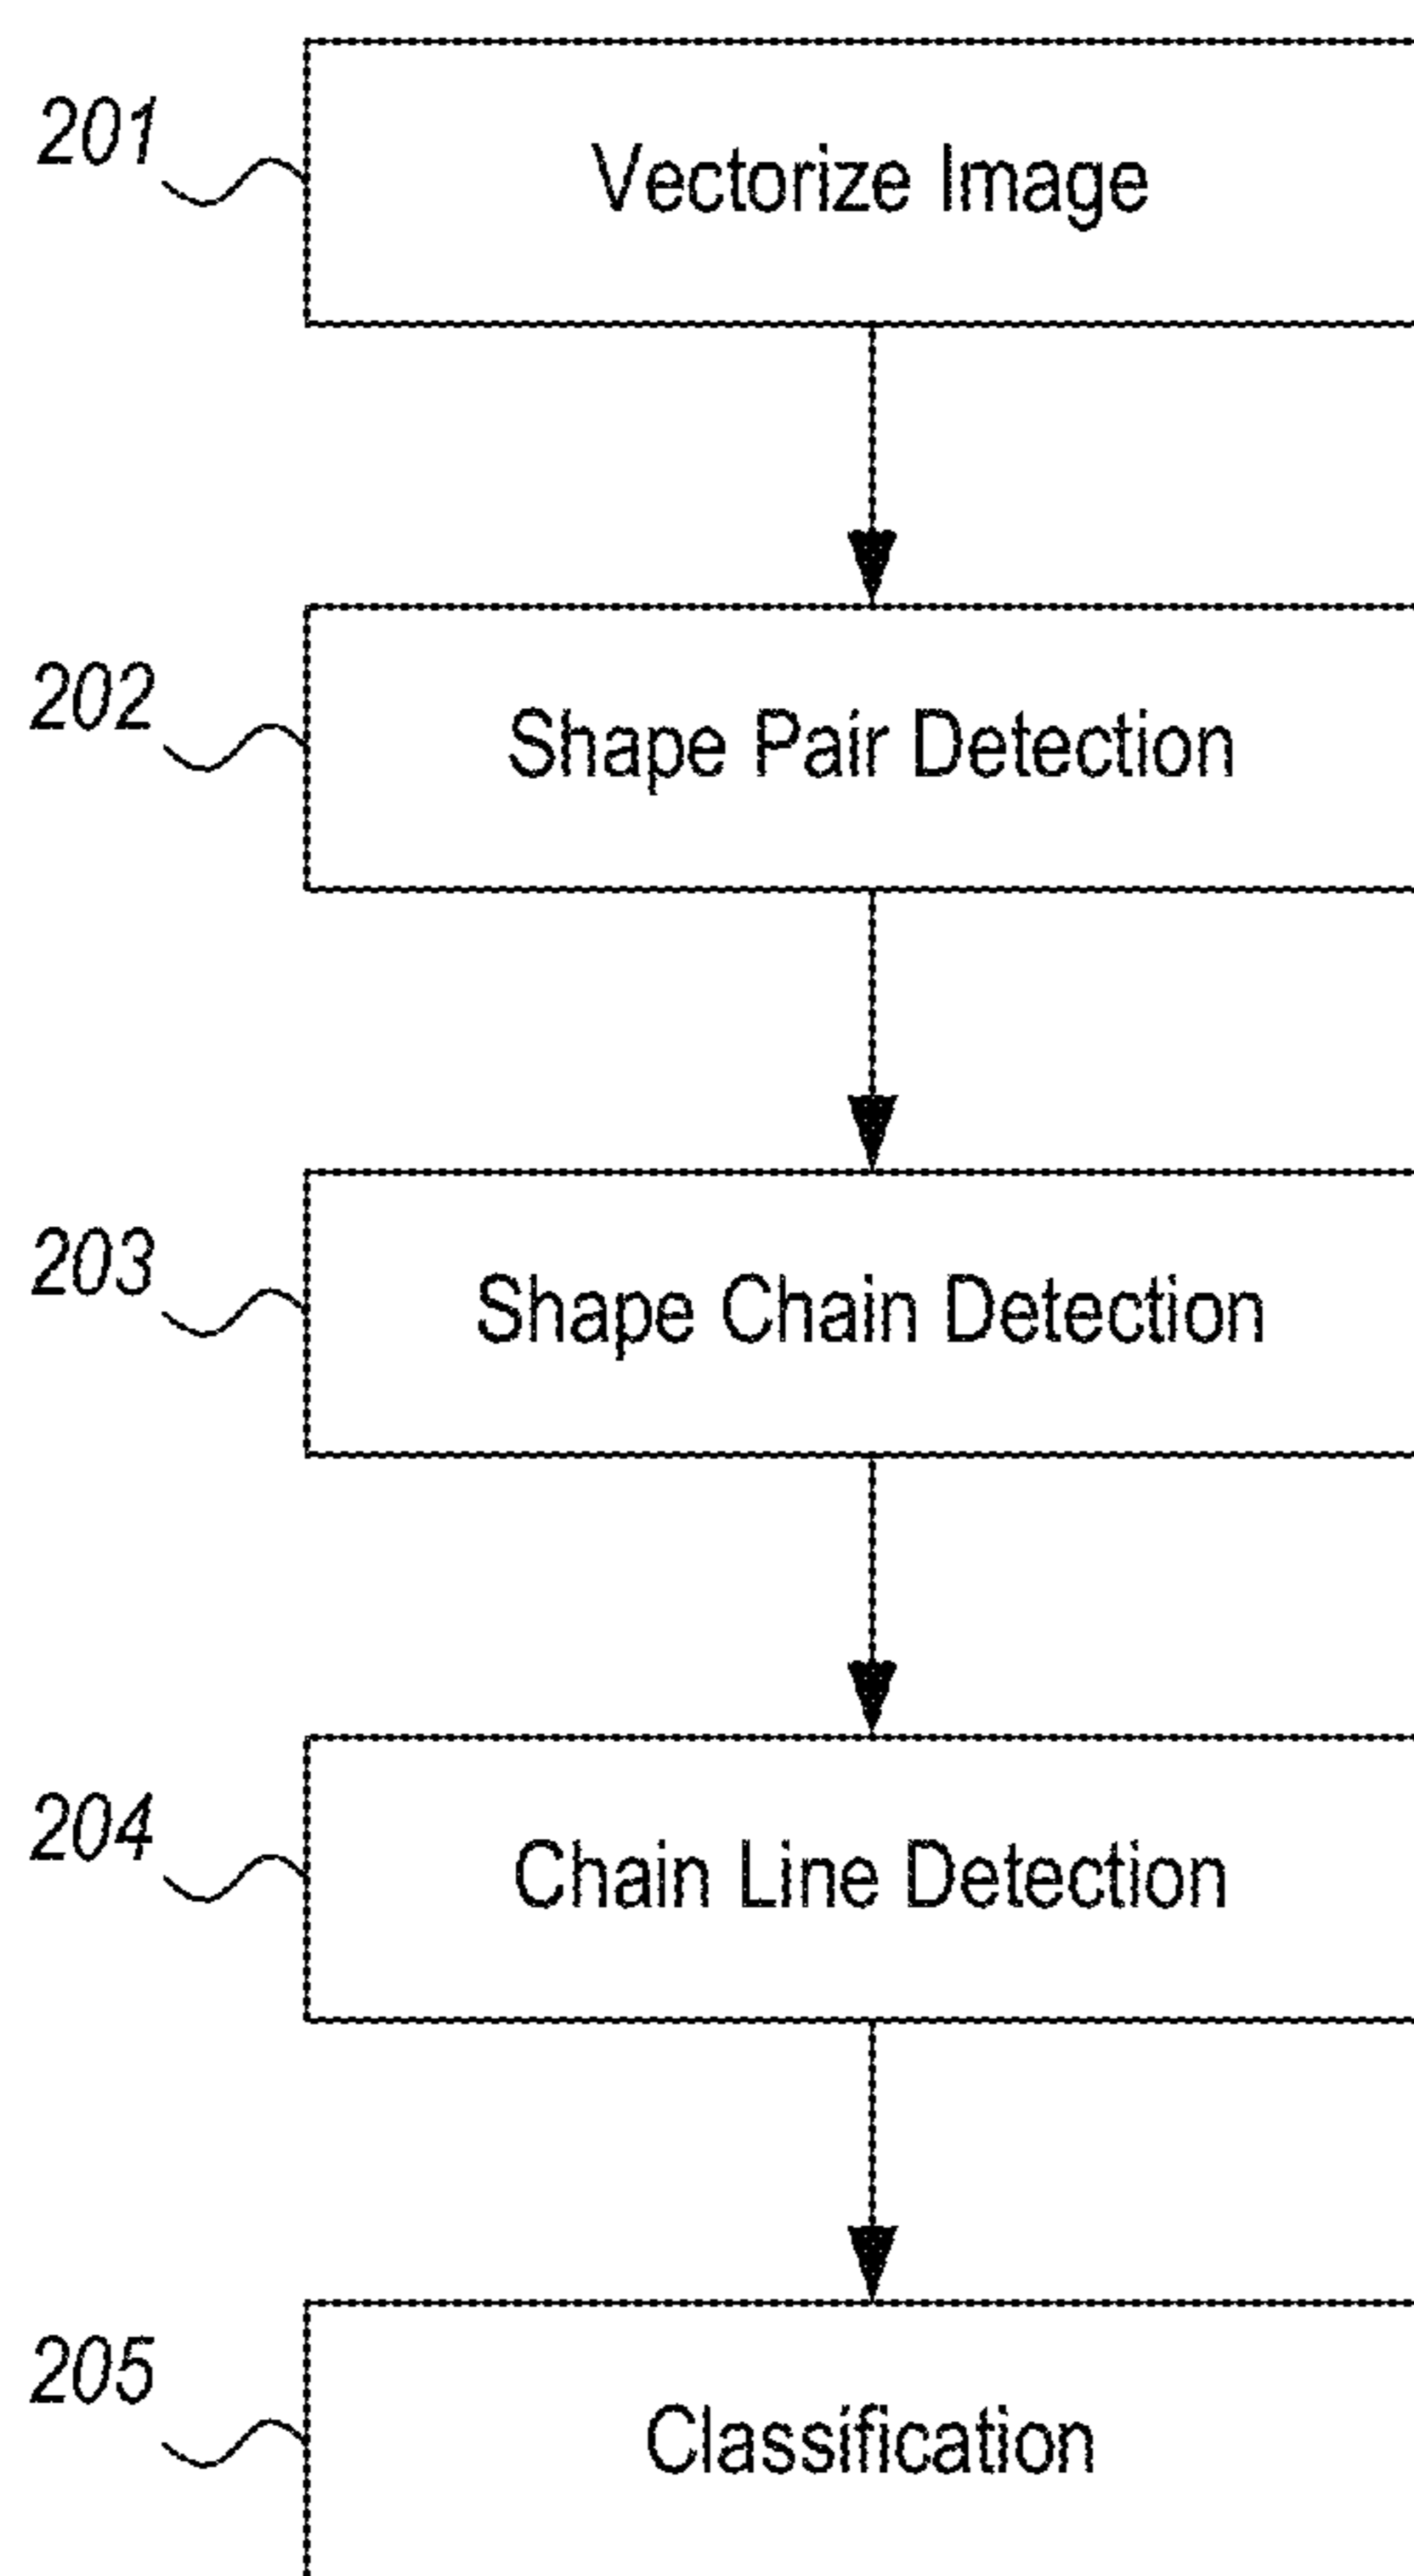 201
Vectorize Image
202
Shape Pair Detection
203
Shape Chain Detection
204
Chain Line Detection
205
Classification